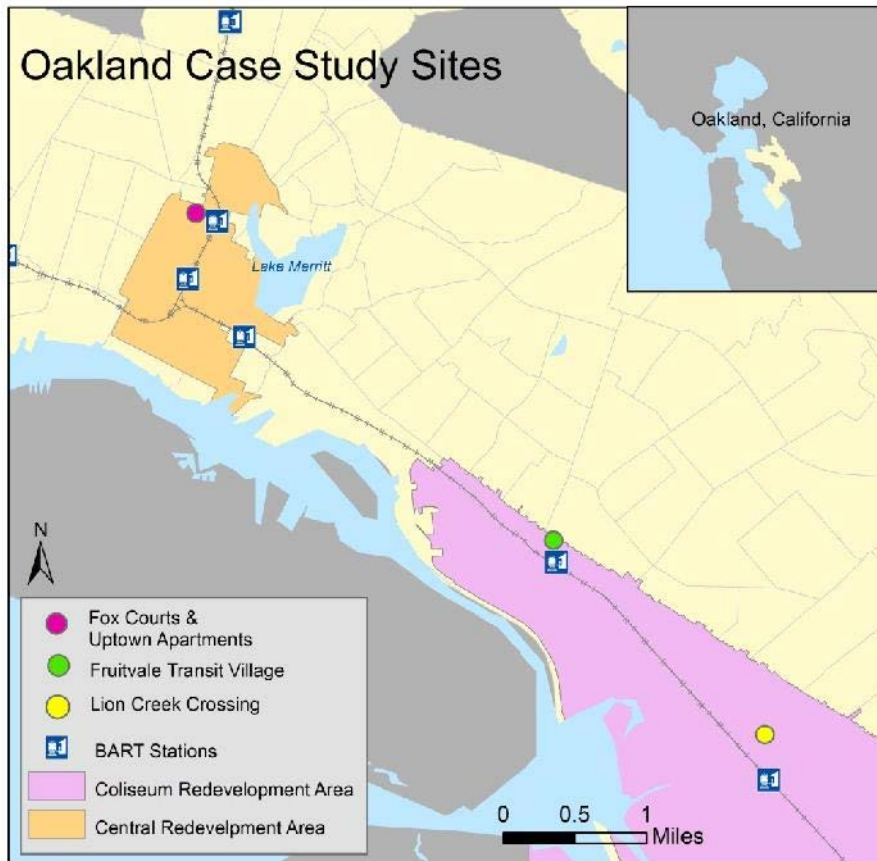 Oakland Case Study Sites
Oakland, California
Lake Merritt
N
Fox Courts &
Uptown Apartments
Fruitvale Transit Village
Lion Creek Crossing
BART Stations
Coliseum Redevelopment Area
Central Redevelpment Area
0 0.5 1
Miles